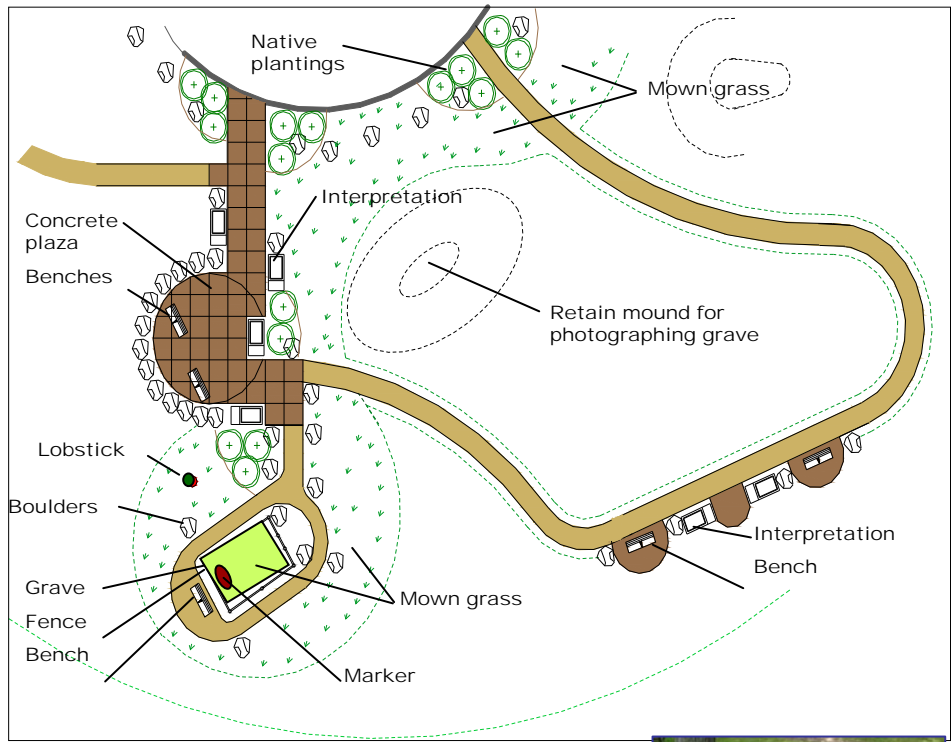 Native
plantings
Mown grass
Interpretation
Concrete
plaza
Benches
Retain mound for
photographing grave
Lobstick
Boulders
Interpretation
Bench
Grave
Fence
Bench
Mown grass
Marker